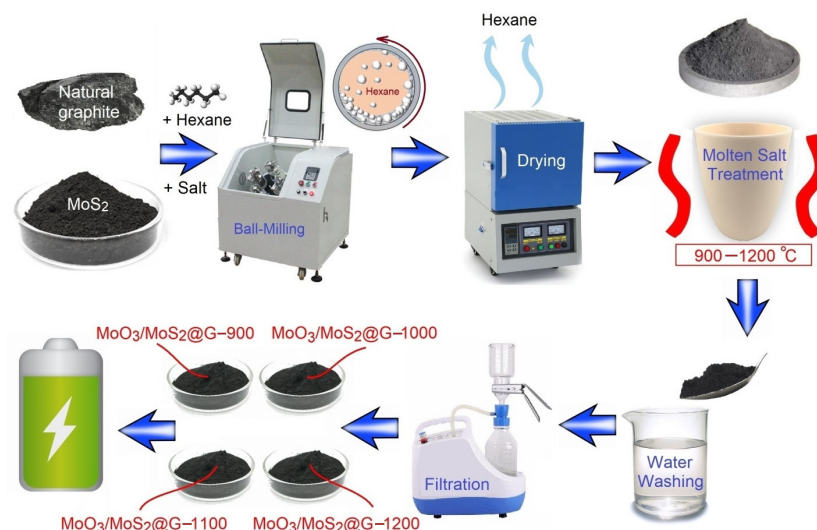 Natural
graphite
MoS₂
+ Hexane
+ Salt
Ball-Milling
Hexane
Hexane
Drying
Molten Salt
Treatment
900—1200 °C
Water
Washing
Filtration
MoO₃/MoS₂@G—900
MoO₃/MoS₂@G—1000
MoO₃/MoS₂@G—1100
MoO₃/MoS₂@G—1200